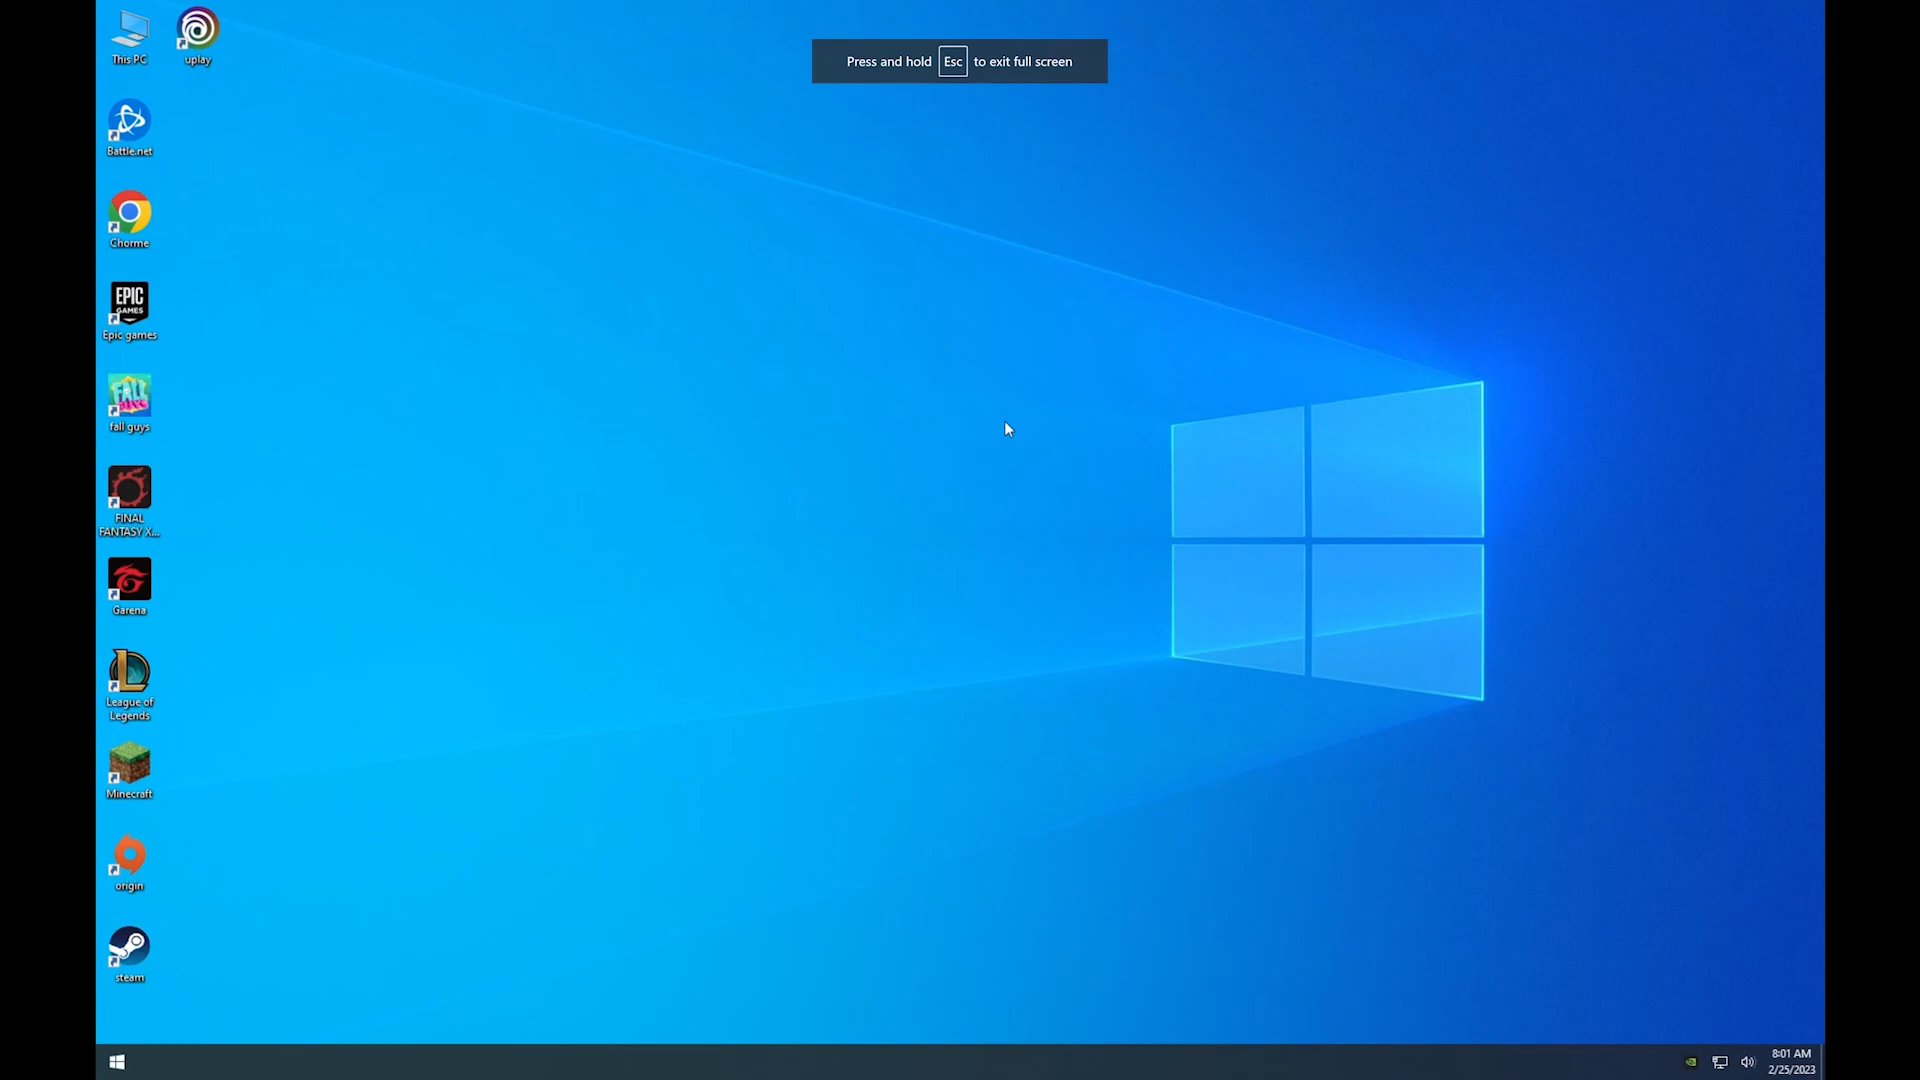 This PC
uplay
Press and hold Esc to exit full screen
Battle.net
Chorme
EPIC
GAMES
Epic games
FALL
GUYS
fall guys
FINAL
FANTASY X...
Garena
League of
Legends
Minecraft
origin
steam
8:01 AM
2/25/2023